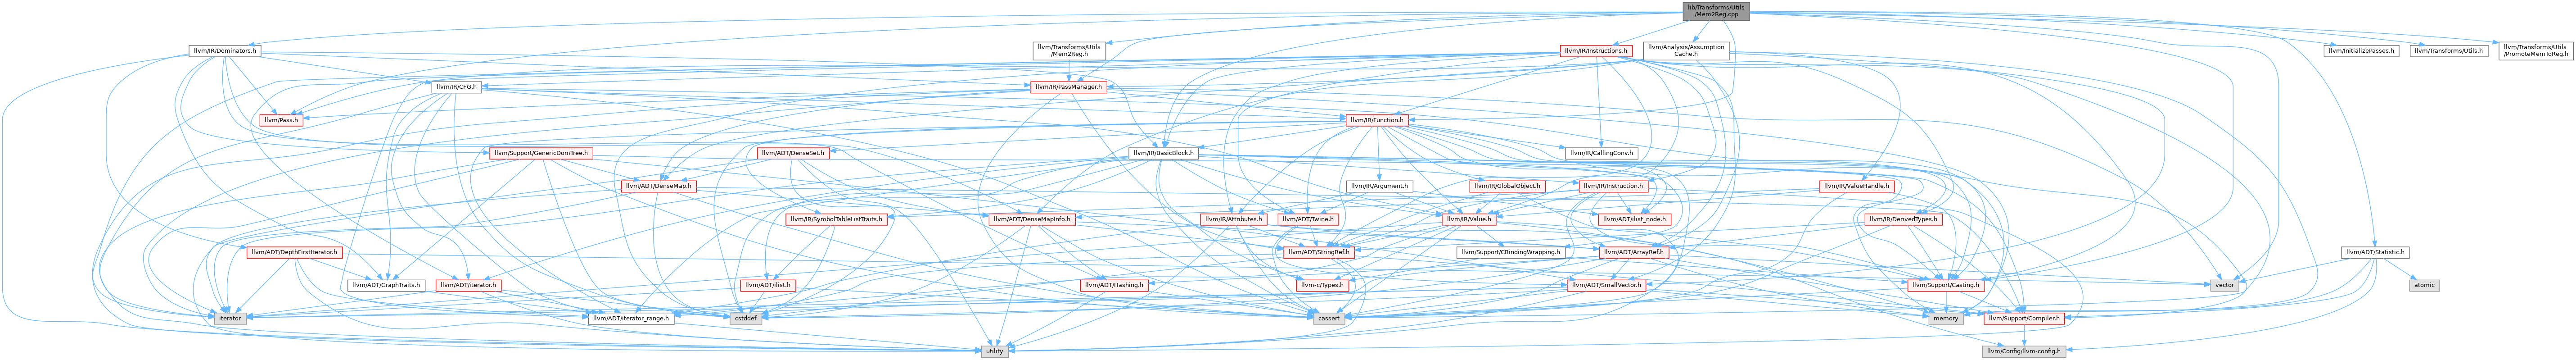 lib/Transforms/Utils
/Mem2Reg.cpp
llvm/IR/Dominators.h
llvm/Transforms/Utils
/Mem2Reg.h
llvm/IR/Instructions.h
llvm/Analysis/Assumption
Cache.h
llvm/InitializePasses.h
llvm/Transforms/Utils.h
llvm/Transforms/Utils
/PromoteMemToReg.h
llvm/IR/CFG.h
llvm/IR/PassManager.h
llvm/Pass.h
llvm/IR/Function.h
llvm/Support/GenericDomTree.h
llvm/ADT/DenseSet.h
llvm/IR/BasicBlock.h
llvm/IR/CallingConv.h
llvm/ADT/DenseMap.h
llvm/IR/Argument.h
llvm/IR/GlobalObject.h
llvm/IR/Instruction.h
llvm/IR/ValueHandle.h
llvm/IR/SymbolTableListTraits.h
llvm/ADT/DenseMapInfo.h
llvm/IR/Attributes.h
llvm/ADT/Twine.h
llvm/IR/Value.h
llvm/ADT/ilist_node.h
llvm/IR/DerivedTypes.h
llvm/ADT/DepthFirstIterator.h
llvm/ADT/StringRef.h
llvm/Support/CBindingWrapping.h
llvm/ADT/ArrayRef.h
llvm/ADT/Statistic.h
llvm/ADT/GraphTraits.h
llvm/ADT/iterator.h
llvm/ADT/ilist.h
llvm/ADT/Hashing.h
llvm-c/Types.h
llvm/ADT/SmallVector.h
llvm/Support/Casting.h
vector
atomic
iterator
llvm/ADT/iterator_range.h
cstddef
cassert
memory
llvm/Support/Compiler.h
utility
llvm/Config/llvm-config.h